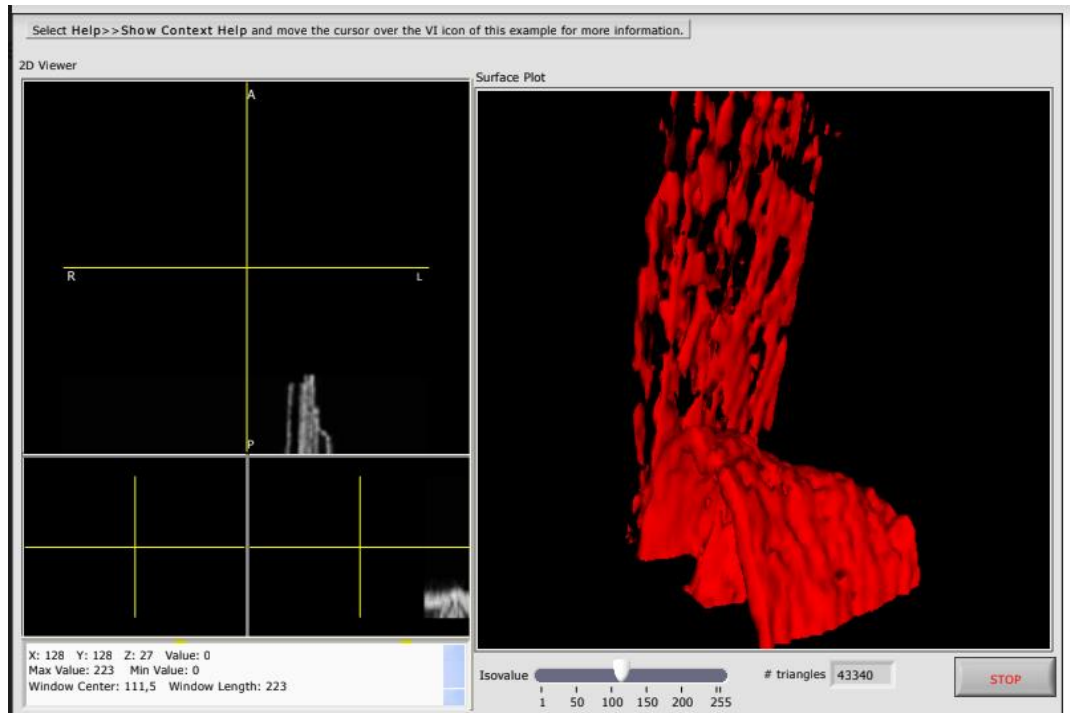 Select Help>>Show Context Help and move the cursor over the VI icon of this example for more information.
2D Viewer
Surface Plot
A
R
L
P
X: 128 Y: 128 Z: 27 Value: 0
Max Value: 223 Min Value: 0
Window Center: 111,5 Window Length: 223
Isovalue
1 50 100 150 200 255
# triangles 43340
STOP